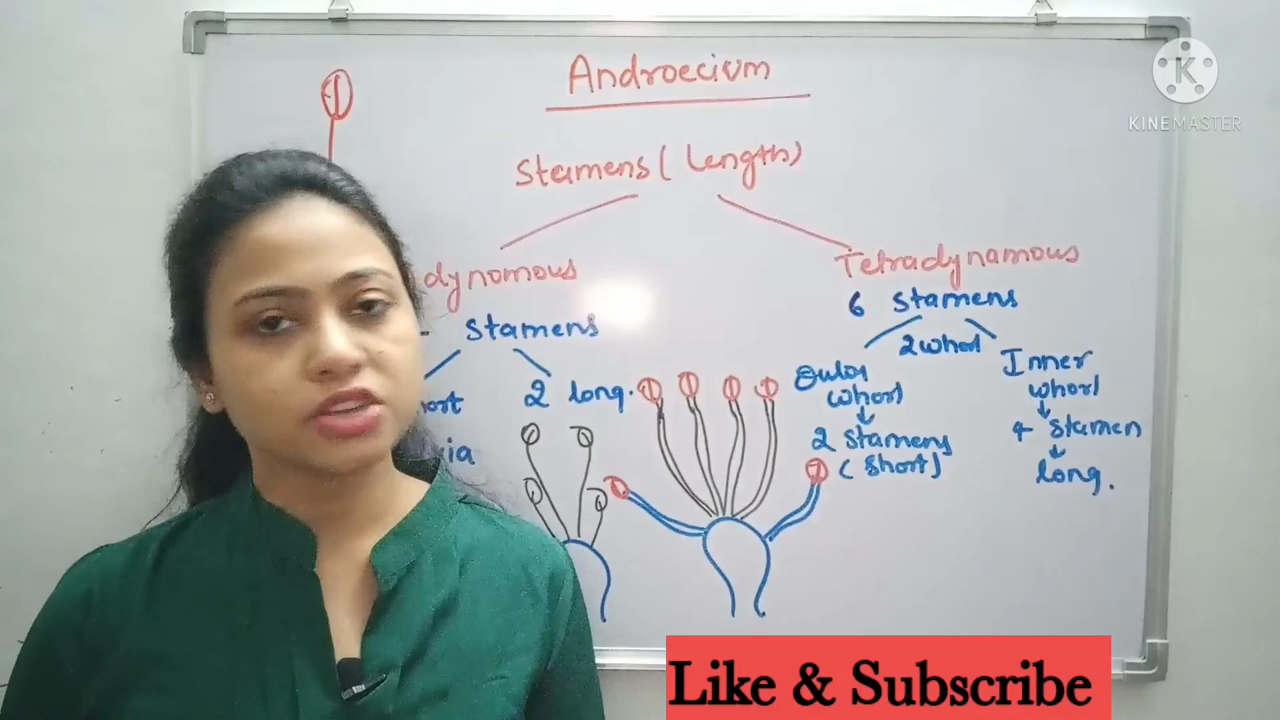 Androecium
Stamens (Length)
dynomous
Tetradynamous
Stamens
2 long.
6 Stamens
2 whorl
Outer whorl
2 stamens
(Short)
Inner whorl
4 stamen
long.
KINEMASTER
Like & Subscribe